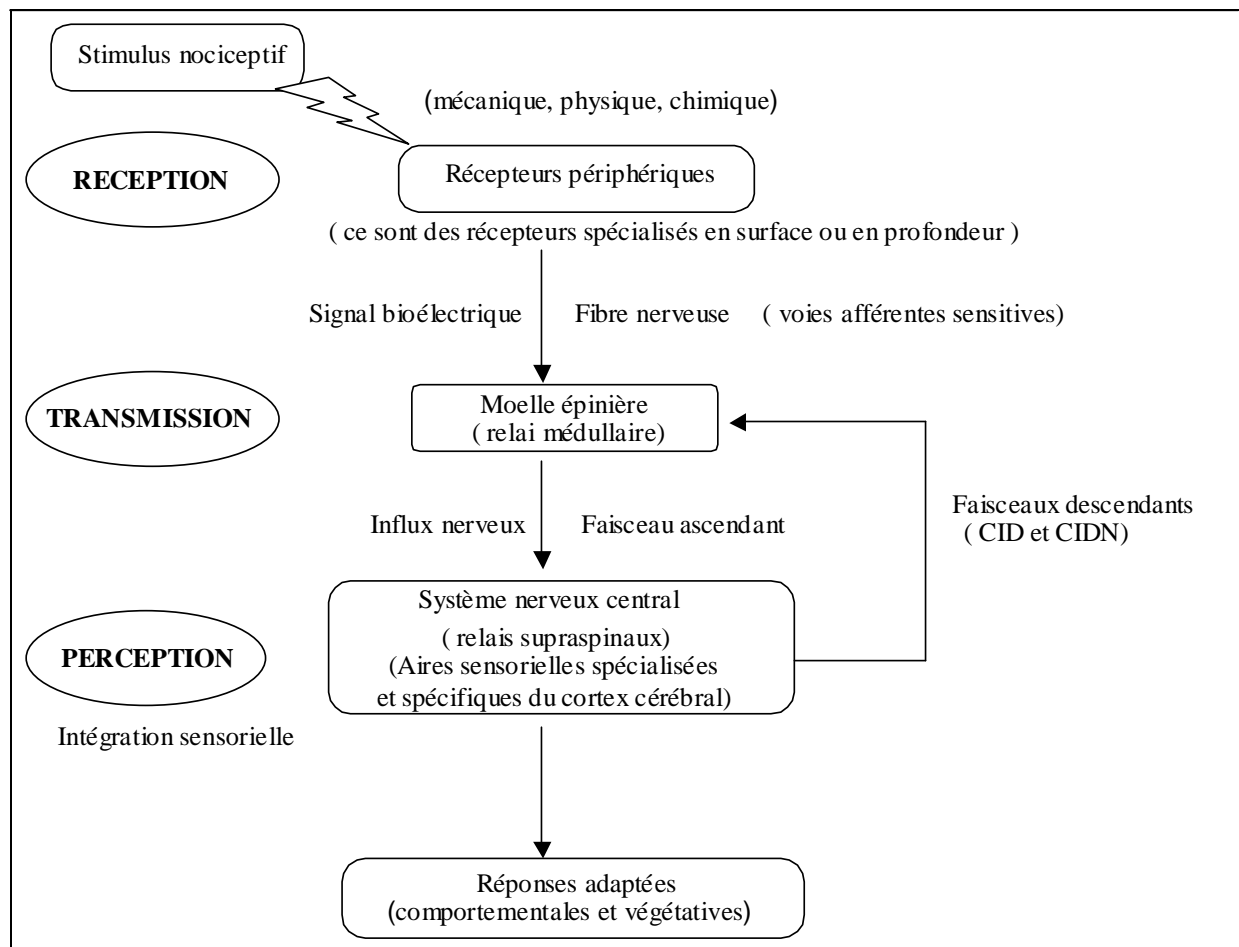 Stimulus nociceptif
(mécanique, physique, chimique)
RECEPTION
Récepteurs périphériques
( ce sont des récepteurs spécialisés en surface ou en profondeur )
Signal bioélectrique
Fibre nerveuse
( voies afférentes sensitives)
TRANSMISSION
Moelle épinière
( relai médullaire)
Influx nerveux
Faisceau ascendant
Faisceaux descendants
( CID et CIDN)
PERCEPTION
Système nerveux central
( relais supraspinaux)
(Aires sensorielles spécialisées
et spécifiques du cortex cérébral)
Intégration sensorielle
Réponses adaptées
(comportementales et végétatives)